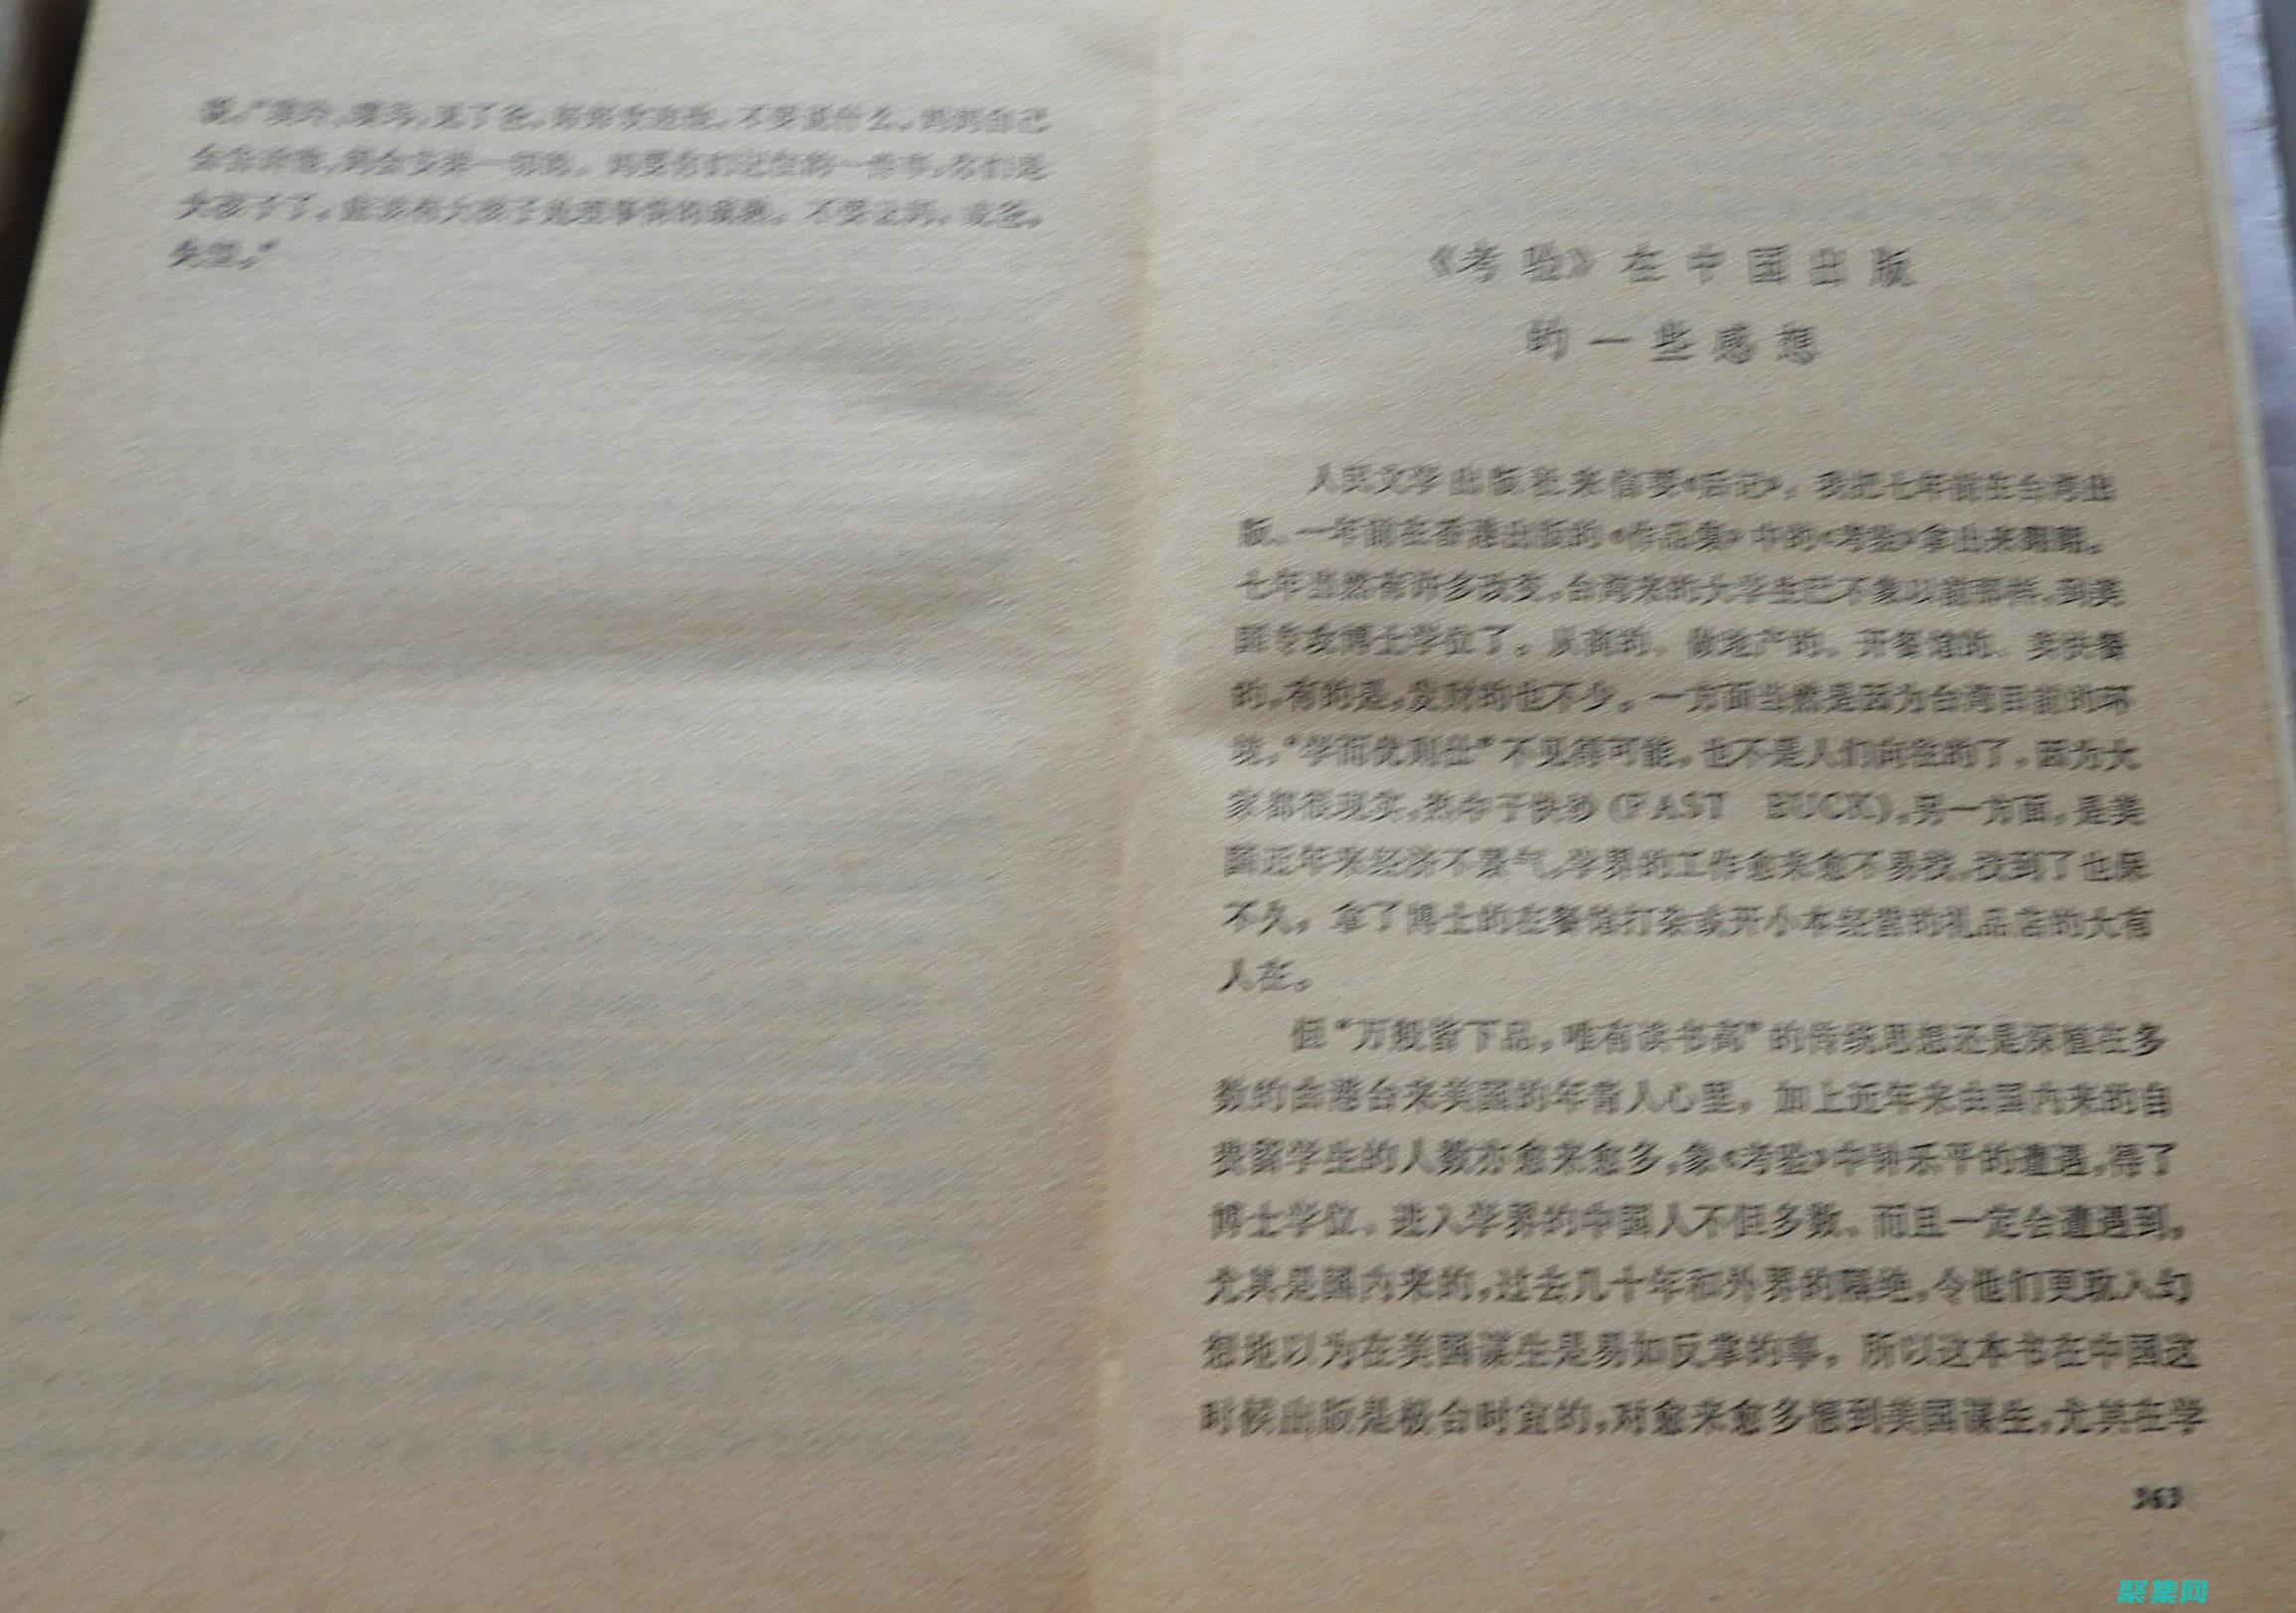 不要说什么，妈妈自己
大孩子了，
失望。”
《考验》在中国出版
的一些感想
人民文学出版社来信要《后记》，我把七年前在台湾出
版、一年前在香港出版的《作品集》中的《考验》拿出来翻翻。
七年当然有许多改变，台湾来的大学生已不象以前那样，到美
国专攻博士学位了。从商的、做地产的、开餐馆的、卖快餐
的，有的是，发财的也不少。一方面当然是因为台湾目前的环
境，“学而优则仕”不见得可能，也不是人们向往的了，因为大
家都很现实，热中于快钞（FAST BUCK），另一方面，是美
国近年来经济不景气，学界的工作愈来愈不易找，找到了也保
不久，拿了博士的在餐馆打杂或开小本经营的礼品店的大有
人在。
但“万般皆下品，唯有读书高”的传统思想还是深植在多
数的由港台来美国的年青人心里，加上近年来由国内来的自
费留学生的人数亦愈来愈多，象《考验》中钟乐平的遭遇，得了
博士学位、进入学界的中国人不但多数、而且一定会遭遇到。
尤其是国内来的，过去几十年和外界的隔绝，令他们更耽入幻
想地以为在美国谋生是易如反掌的事，所以这本书在中国这
时候出版是极合时宜的，对愈来愈多想到美国谋生，尤其在学
363
聚集网